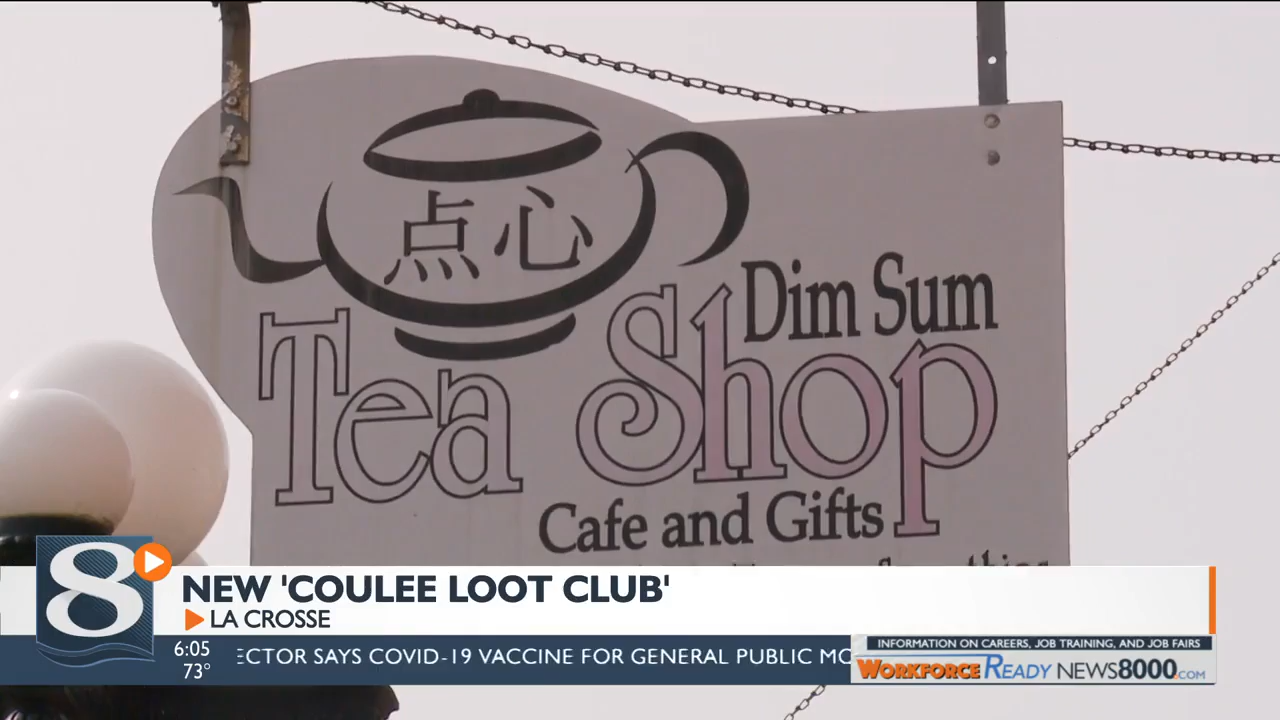 点心
Dim Sum
Tea Shop
Cafe and Gifts
8
NEW 'COULEE LOOT CLUB'
LA CROSSE
6:05
73°
ECTOR SAYS COVID-19 VACCINE FOR GENERAL PUBLIC MO
INFORMATION ON CAREERS, JOB TRAINING, AND JOB FAIRS
WORKFORCE READY NEWS8000.COM